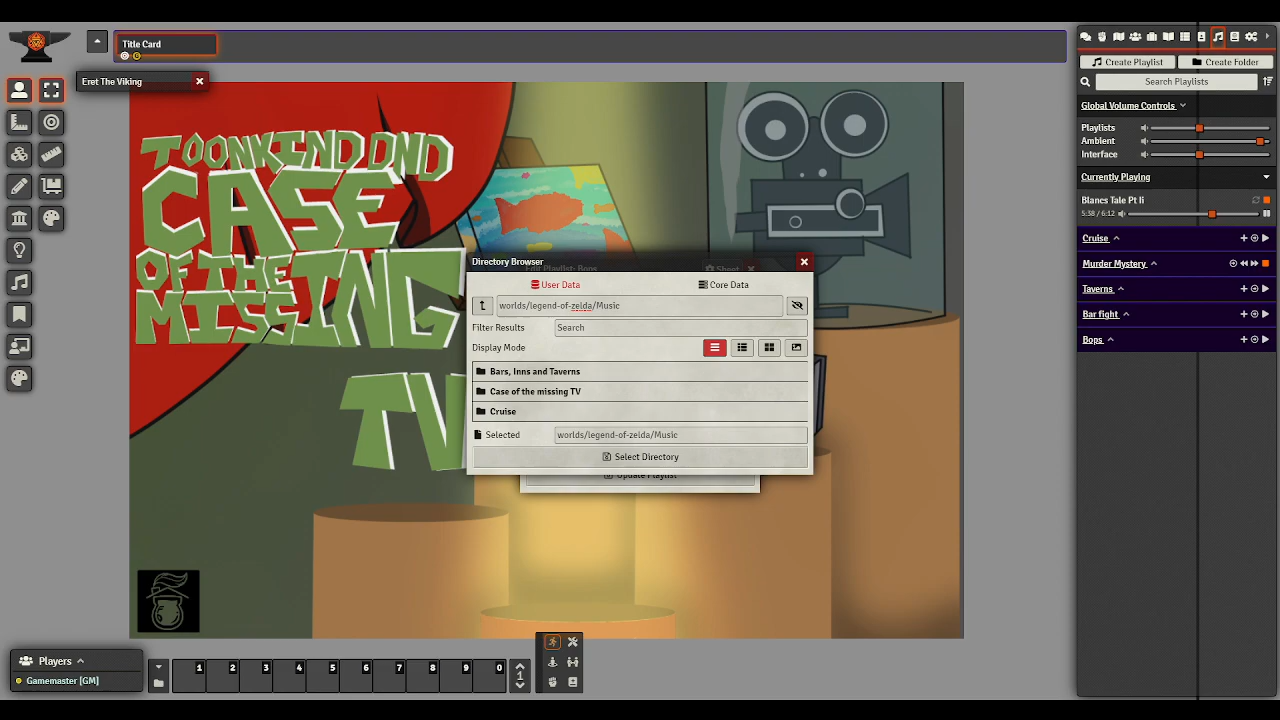 Title Card
G
Eret The Viking
TOONKIND DND
CASE
OF THE
MISSING
TV
Directory Browser
User Data
Core Data
worlds/legend-of-zelda/Music
Filter Results
Search
Display Mode
Bars, Inns and Taverns
Case of the missing TV
Cruise
Selected
worlds/legend-of-zelda/Music
Select Directory
Update Playlist
Create Playlist
Create Folder
Search Playlists
Global Volume Controls
Playlists
Ambient
Interface
Currently Playing
Blancs Tale Pt Ii
5:38 / 6:12
Cruise
Murder Mystery
Taverns
Bar fight
Bops
Players
Gamemaster [GM]
1 2 3 4 5 6 7 8 9 0
1